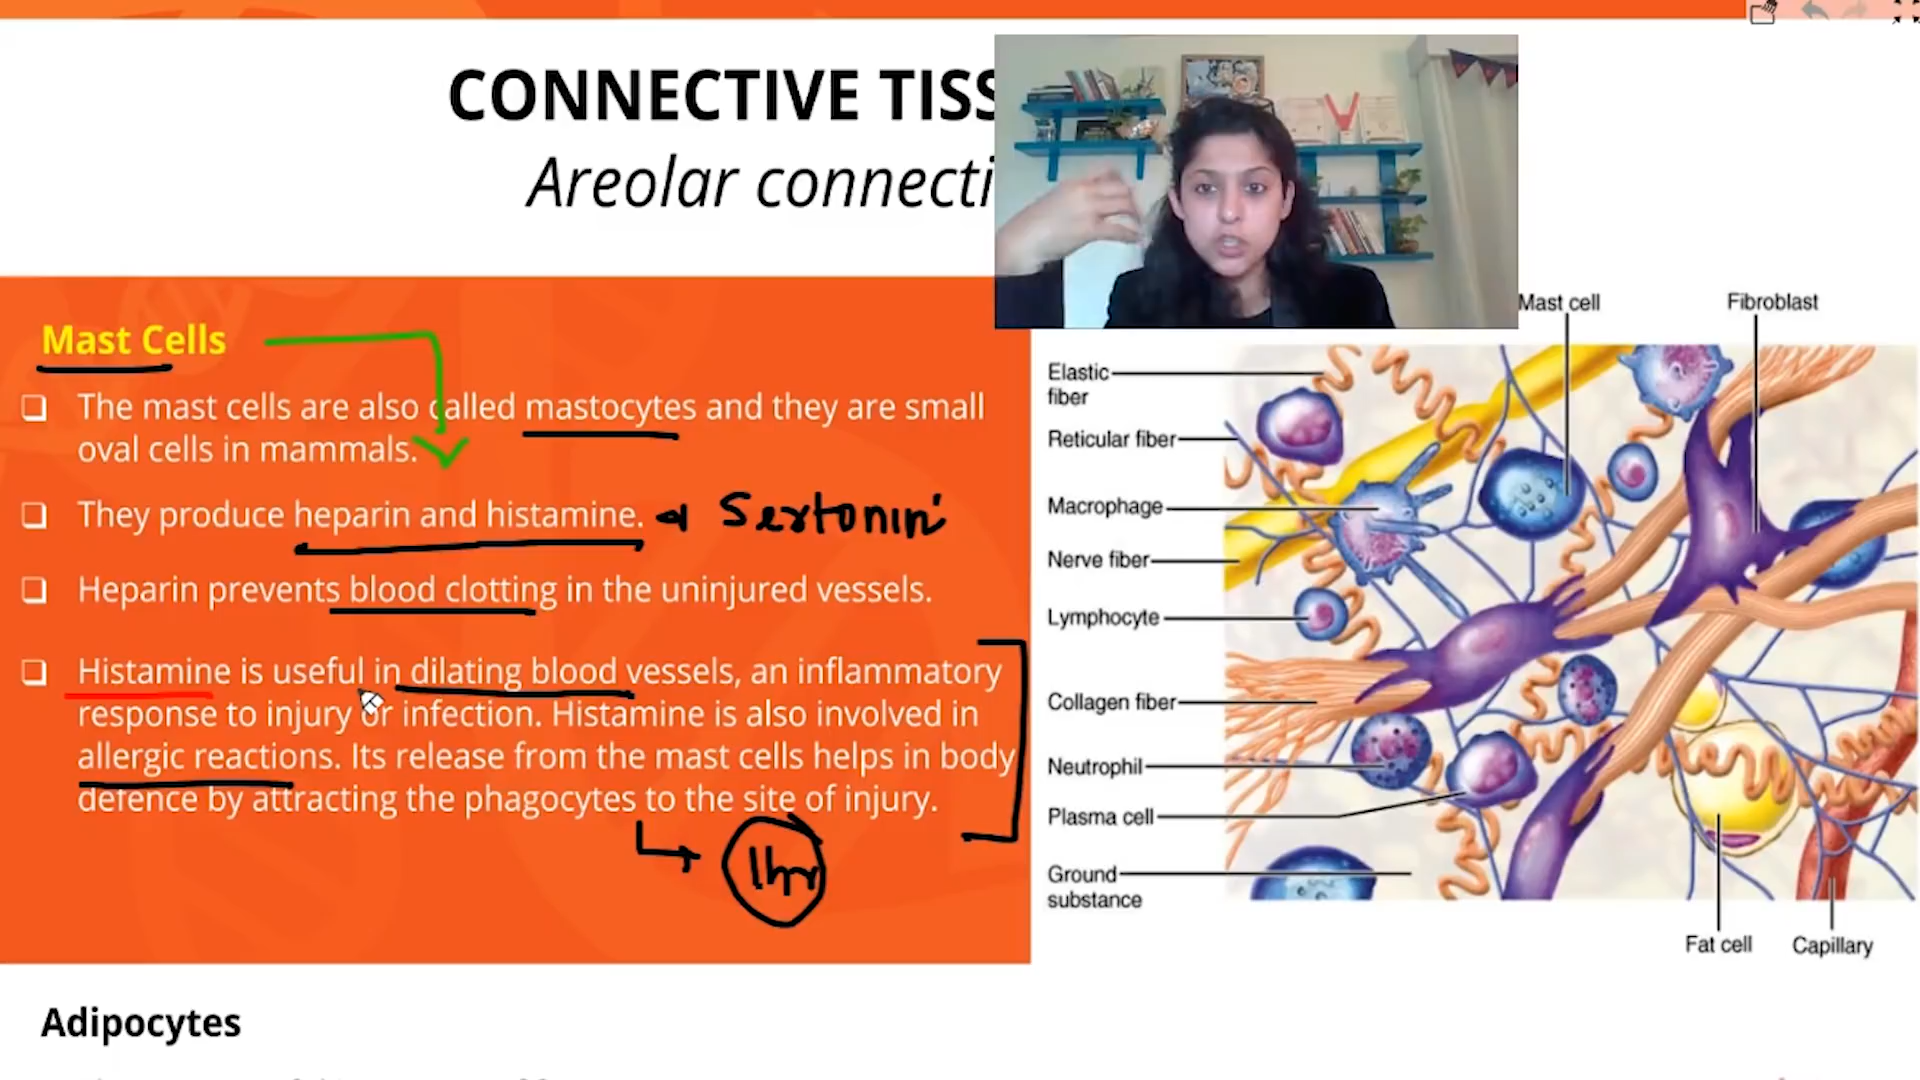 CONNECTIVE TISS
Areolar connecti
Mast Cells
The mast cells are also called mastocytes and they are small
oval cells in mammals.
They produce heparin and histamine. Sertonin
Heparin prevents blood clotting in the uninjured vessels.
Histamine is useful in dilating blood vessels, an inflammatory
response to injury or infection. Histamine is also involved in
allergic reactions. Its release from the mast cells helps in body
defence by attracting the phagocytes to the site of injury.
1hr
Adipocytes
Mast cell
Fibroblast
Elastic
fiber
Reticular fiber
Macrophage
Nerve fiber
Lymphocyte
Collagen fiber
Neutrophil
Plasma cell
Ground
substance
Fat cell
Capillary